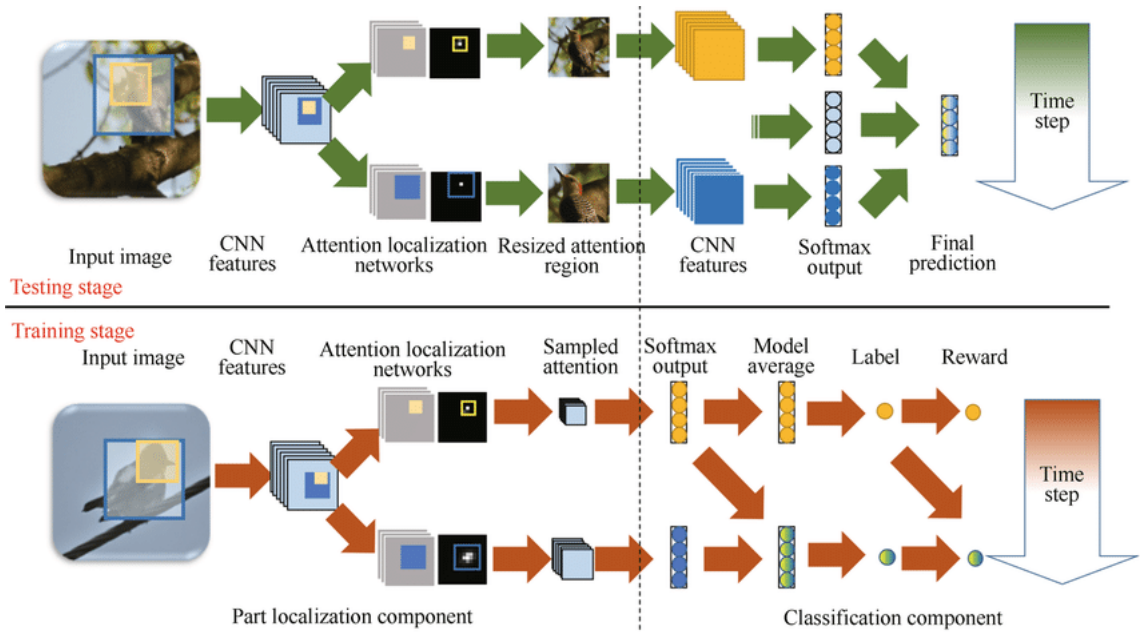 Input image
CNN
features
Attention localization
networks
Resized attention
region
CNN
features
Softmax
output
Final
prediction
Time
step
Testing stage
Training stage
Input image
CNN
features
Attention localization
networks
Sampled
attention
Softmax
output
Model
average
Label
Reward
Time
step
Part localization component
Classification component